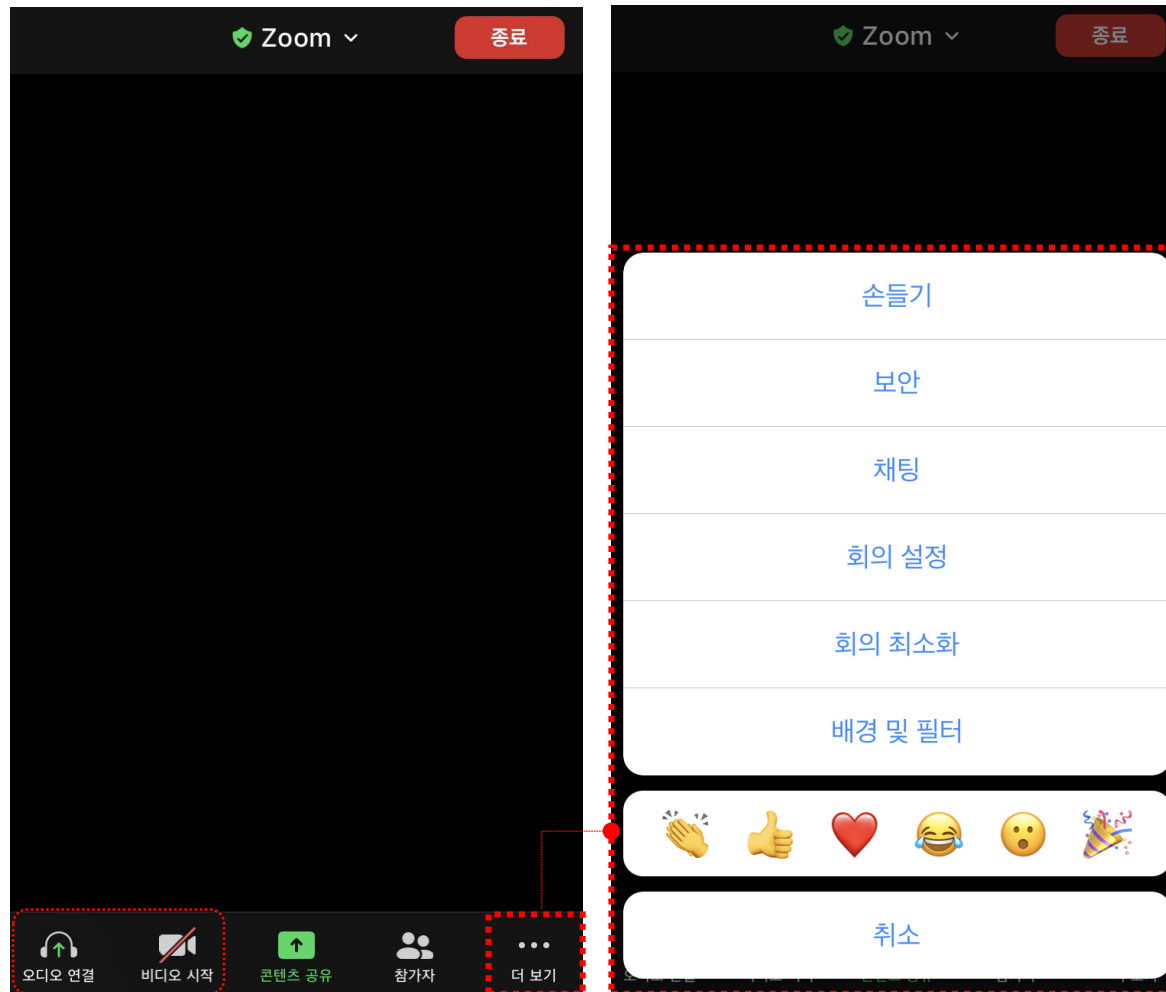 Zoom
종료
오디오 연결
비디오 시작
콘텐츠 공유
참가자
더 보기
Zoom
종료
손들기
보안
채팅
회의 설정
회의 최소화
배경 및 필터
취소